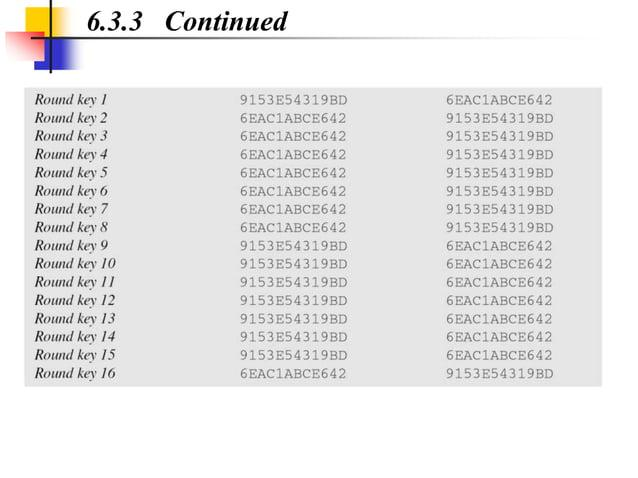 6.3.3 Continued
Round key 1 9153E54319BD 6EAC1ABCE642
Round key 2 6EAC1ABCE642 9153E54319BD
Round key 3 6EAC1ABCE642 9153E54319BD
Round key 4 6EAC1ABCE642 9153E54319BD
Round key 5 6EAC1ABCE642 9153E54319BD
Round key 6 6EAC1ABCE642 9153E54319BD
Round key 7 6EAC1ABCE642 9153E54319BD
Round key 8 6EAC1ABCE642 9153E54319BD
Round key 9 9153E54319BD 6EAC1ABCE642
Round key 10 9153E54319BD 6EAC1ABCE642
Round key 11 9153E54319BD 6EAC1ABCE642
Round key 12 9153E54319BD 6EAC1ABCE642
Round key 13 9153E54319BD 6EAC1ABCE642
Round key 14 9153E54319BD 6EAC1ABCE642
Round key 15 9153E54319BD 6EAC1ABCE642
Round key 16 6EAC1ABCE642 9153E54319BD